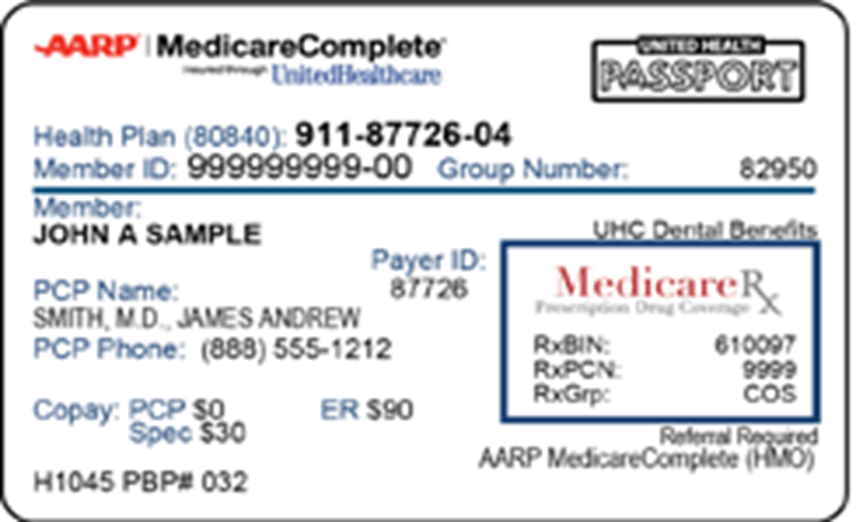 AARP | MedicareComplete
insured through UnitedHealthcare
UNITED HEALTH
PASSPORT
Health Plan (80840): 911-87726-04
Member ID: 999999999-00 Group Number: 82950
Member:
JOHN A SAMPLE
UHC Dental Benefits
Payer ID:
87726
PCP Name:
SMITH, M.D., JAMES ANDREW
PCP Phone: (888) 555-1212
MedicareRx
Prescription Drug Coverage
RxBIN: 610097
RxPCN: 9999
RxGrp: COS
Copay: PCP $0 ER $90
Spec $30
Referral Required
AARP MedicareComplete (HMO)
H1045 PBP# 032